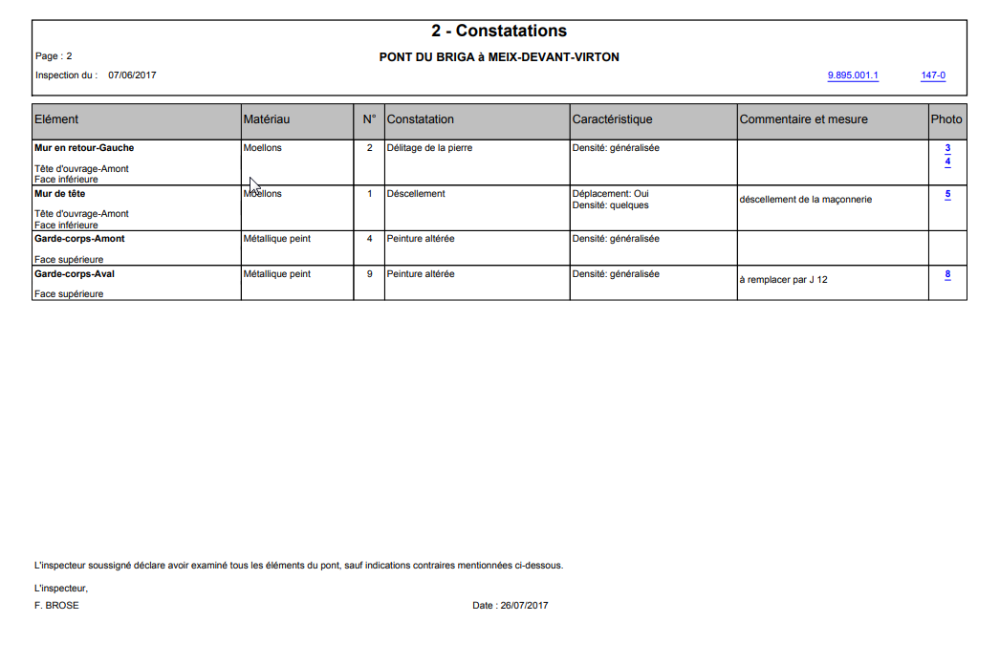 2 - Constatations
Page : 2
PONT DU BRIGA à MEIX-DEVANT-VIRTON
Inspection du : 07/06/2017 9.895.001.1 147-0
Elément Matériau N° Constatation Caractéristique Commentaire et mesure Photo
Mur en retour-Gauche Moellons 2 Délitage de la pierre Densité: généralisée 3
4
Tête d'ouvrage-Amont
Face inférieure
Mur de tête Moellons 1 Déscellement Déplacement: Oui déscellement de la maçonnerie 5
Densité: quelques
Tête d'ouvrage-Amont
Face inférieure
Garde-corps-Amont Métallique peint 4 Peinture altérée Densité: généralisée
Face supérieure
Garde-corps-Aval Métallique peint 9 Peinture altérée Densité: généralisée à remplacer par J 12 8
Face supérieure
L'inspecteur soussigné déclare avoir examiné tous les éléments du pont, sauf indications contraires mentionnées ci-dessous.
L'inspecteur,
F. BROSE Date : 26/07/2017